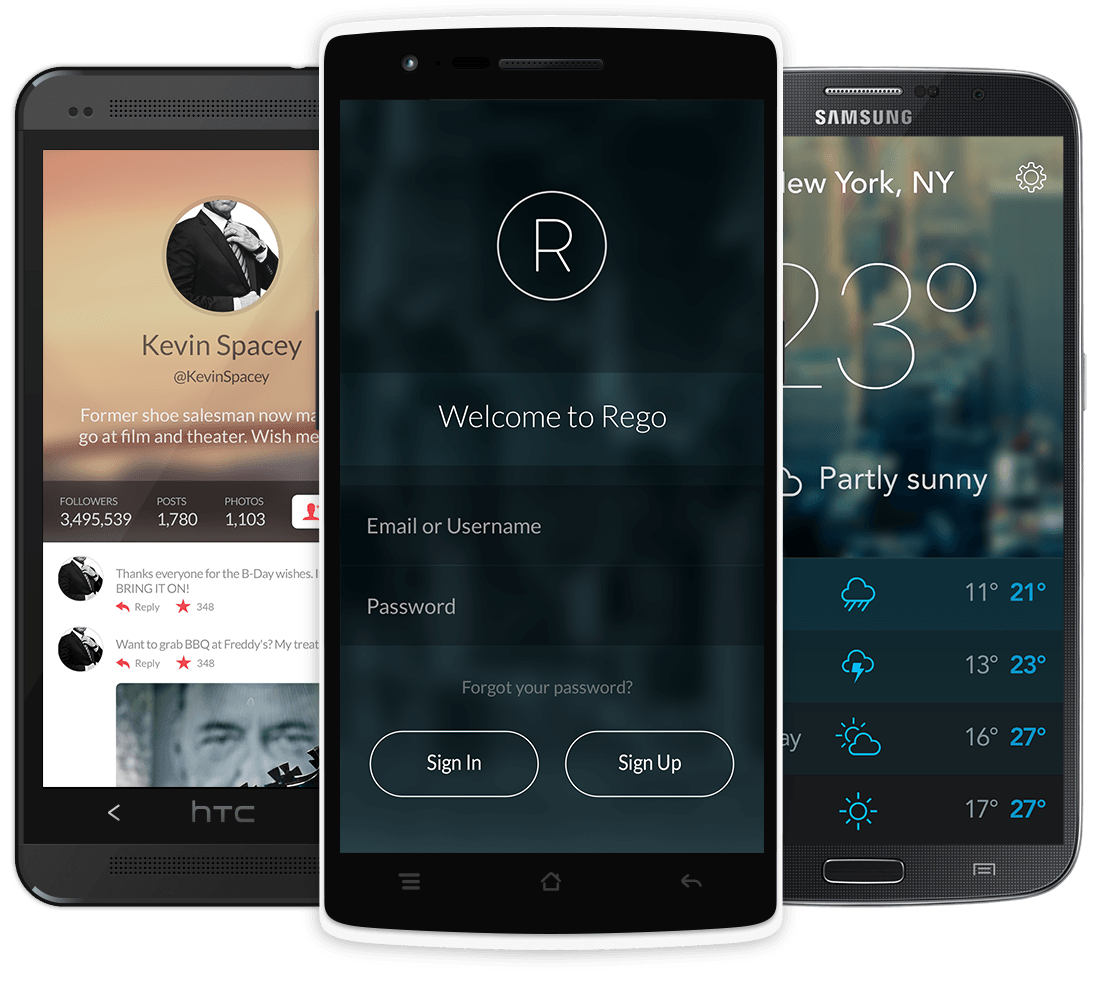 Kevin Spacey
@KevinSpacey
Former shoe salesman now ma
go at film and theater. Wish me
FOLLOWERS POSTS PHOTOS
3,495,539 1,780 1,103
Thanks everyone for the B-Day wishes. I
BRING IT ON!
Reply 348
Want to grab BBQ at Freddy's? My treat
Reply 348
hTC
R
Welcome to Rego
Email or Username
Password
Forgot your password?
Sign In Sign Up
SAMSUNG
ew York, NY
23°
Partly sunny
11° 21°
13° 23°
ay 16° 27°
17° 27°